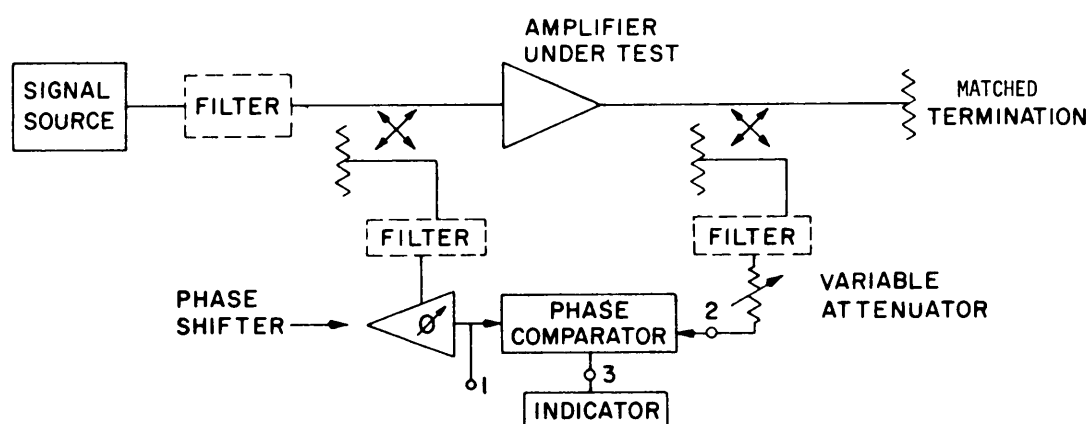 AMPLIFIER
UNDER TEST
SIGNAL
SOURCE
FILTER
MATCHED
TERMINATION
FILTER
FILTER
PHASE
SHIFTER
Ø
PHASE
COMPARATOR
2
VARIABLE
ATTENUATOR
1
3
INDICATOR